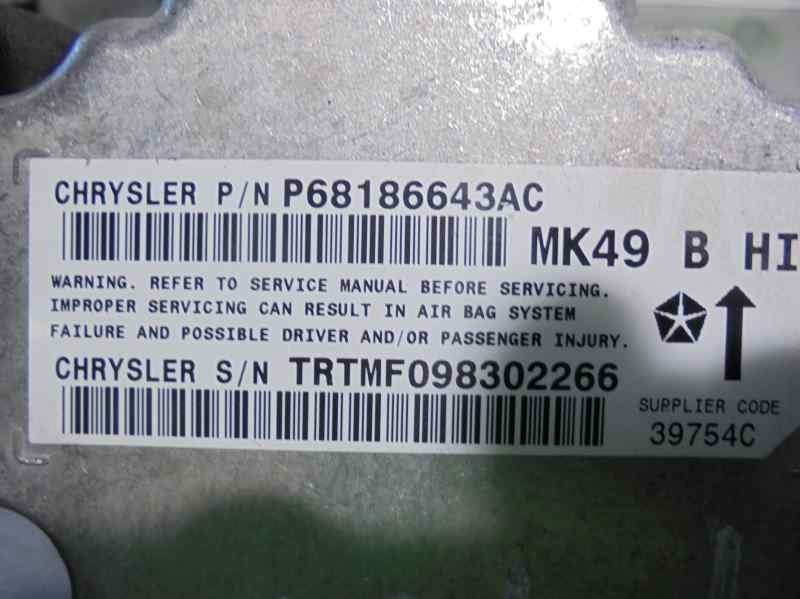 CHRYSLER P/N P68186643AC
MK49 B HI
WARNING. REFER TO SERVICE MANUAL BEFORE SERVICING.
IMPROPER SERVICING CAN RESULT IN AIR BAG SYSTEM
FAILURE AND POSSIBLE DRIVER AND/OR PASSENGER INJURY.
CHRYSLER S/N TRTMF098302266
SUPPLIER CODE
39754C